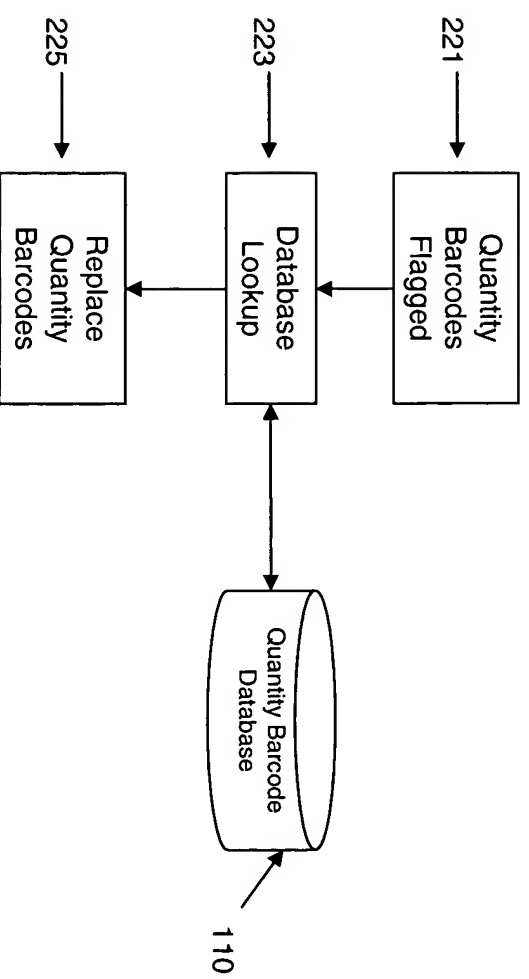 221
Quantity
Barcodes
Flagged
223
Database
Lookup
Quantity Barcode
Database
110
225
Replace
Quantity
Barcodes